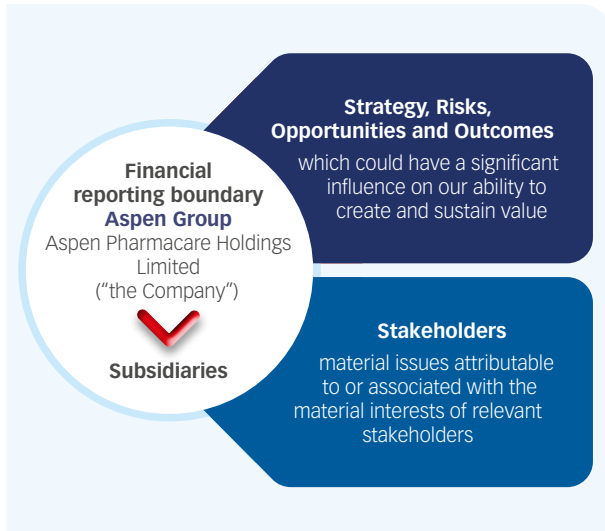 Financial
reporting boundary
Aspen Group
Aspen Pharmacare Holdings
Limited
(“the Company”)
Subsidiaries
Strategy, Risks,
Opportunities and Outcomes
which could have a significant
influence on our ability to
create and sustain value
Stakeholders
material issues attributable
to or associated with the
material interests of relevant
stakeholders